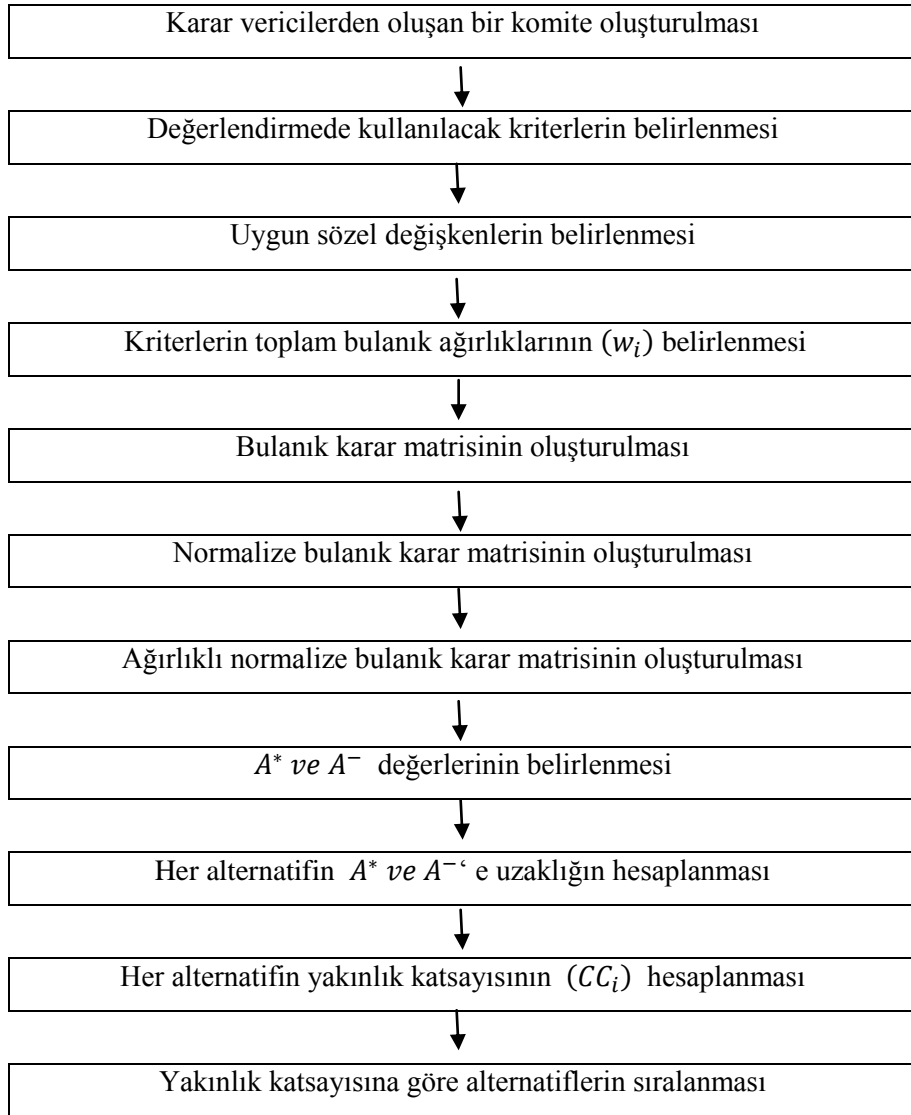 Karar vericilerden oluşan bir komite oluşturulması
Değerlendirmede kullanılacak kriterlerin belirlenmesi
Uygun sözel değişkenlerin belirlenmesi
Kriterlerin toplam bulanık ağırlıklarının (wᵢ) belirlenmesi
Bulanık karar matrisinin oluşturulması
Normalize bulanık karar matrisinin oluşturulması
Ağırlıklı normalize bulanık karar matrisinin oluşturulması
A* ve A⁻ değerlerinin belirlenmesi
Her alternatifin A* ve A⁻‘ e uzaklığın hesaplanması
Her alternatifin yakınlık katsayısının (CCᵢ) hesaplanması
Yakınlık katsayısına göre alternatiflerin sıralanması